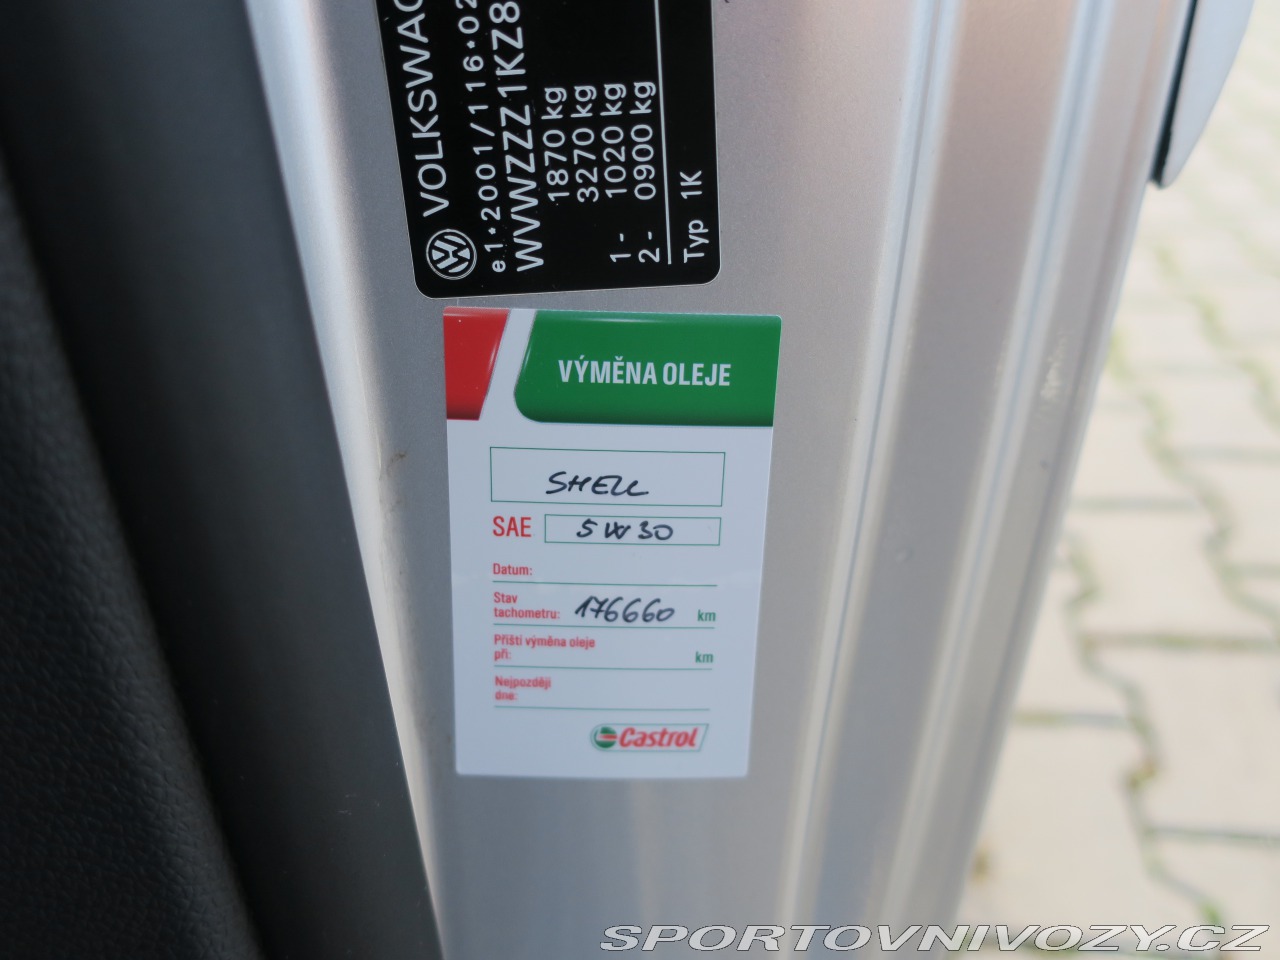 VOLKSWAG
e1*2001/116*02
WVWZZZ1KZ8
1870 kg
3270 kg
1 - 1020 kg
2 - 0900 kg
Typ 1K
VÝMĚNA OLEJE
SHELL
SAE 5W30
Datum:
Stav
tachometru: 176660 km
Příští výměna oleje
při: km
Nejpozději
dne:
Castrol
SPORTOVNIVOZY.CZ